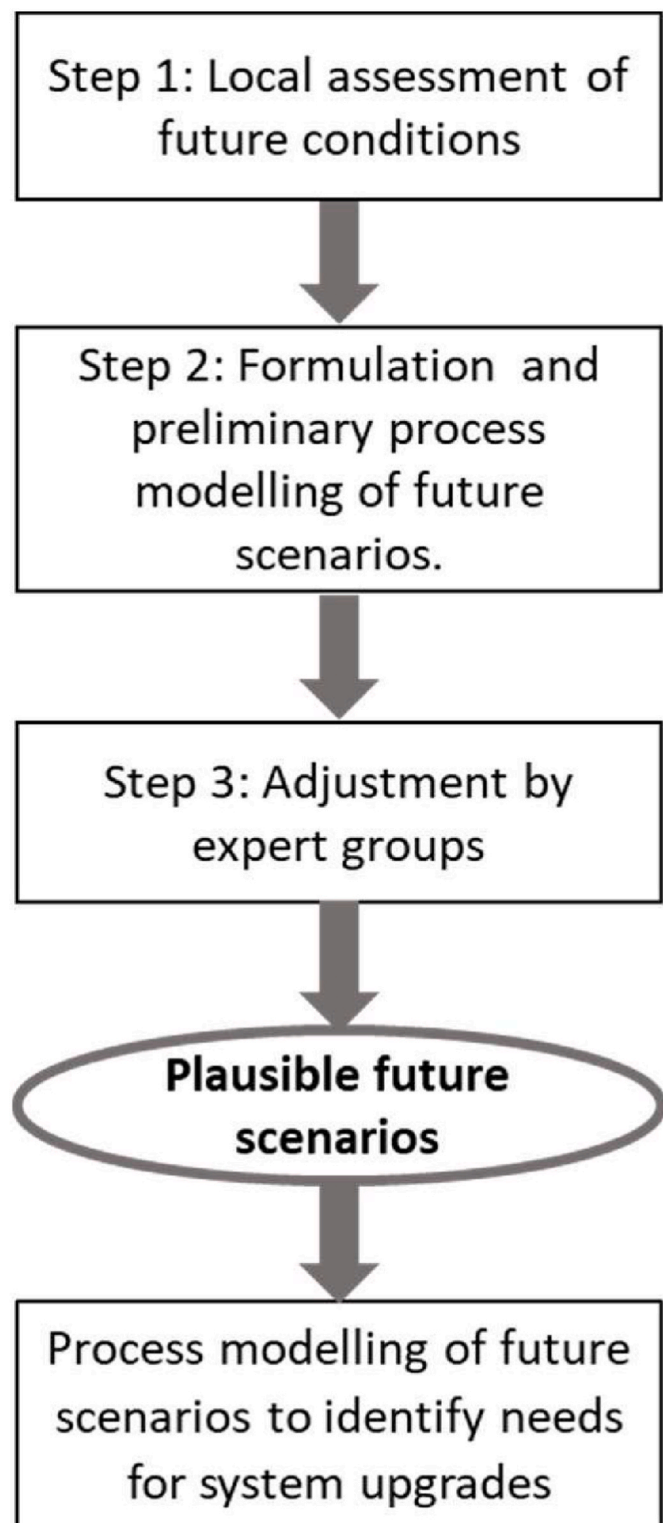 Step 1: Local assessment of
future conditions
Step 2: Formulation and
preliminary process
modelling of future
scenarios.
Step 3: Adjustment by
expert groups
Plausible future
scenarios
Process modelling of future
scenarios to identify needs
for system upgrades